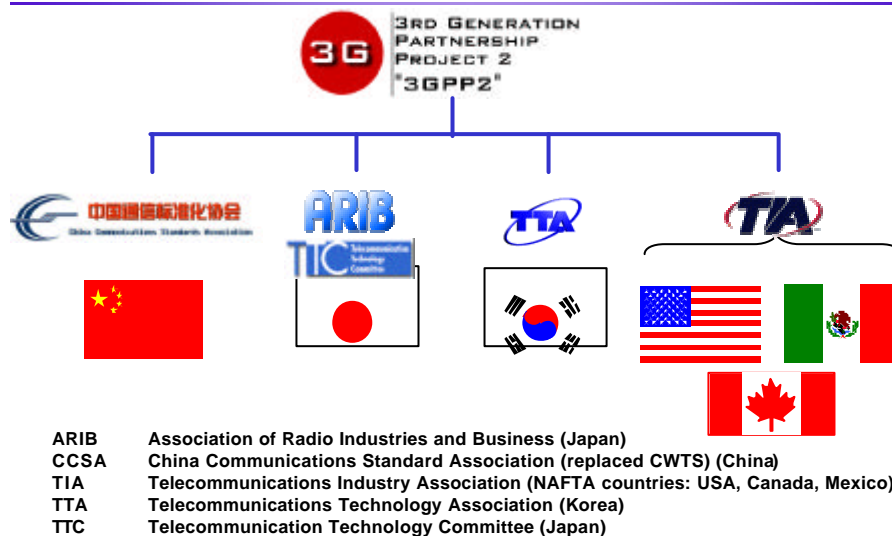 3G
3RD GENERATION
PARTNERSHIP
PROJECT 2
"3GPP2"
中国通信标准化协会
China Communications Standards Association
ARIB
TTC
Telecommunication
Technology
Committee
TTA
TIA
ARIB Association of Radio Industries and Business (Japan)
CCSA China Communications Standard Association (replaced CWTS) (China)
TIA Telecommunications Industry Association (NAFTA countries: USA, Canada, Mexico)
TTA Telecommunications Technology Association (Korea)
TTC Telecommunication Technology Committee (Japan)